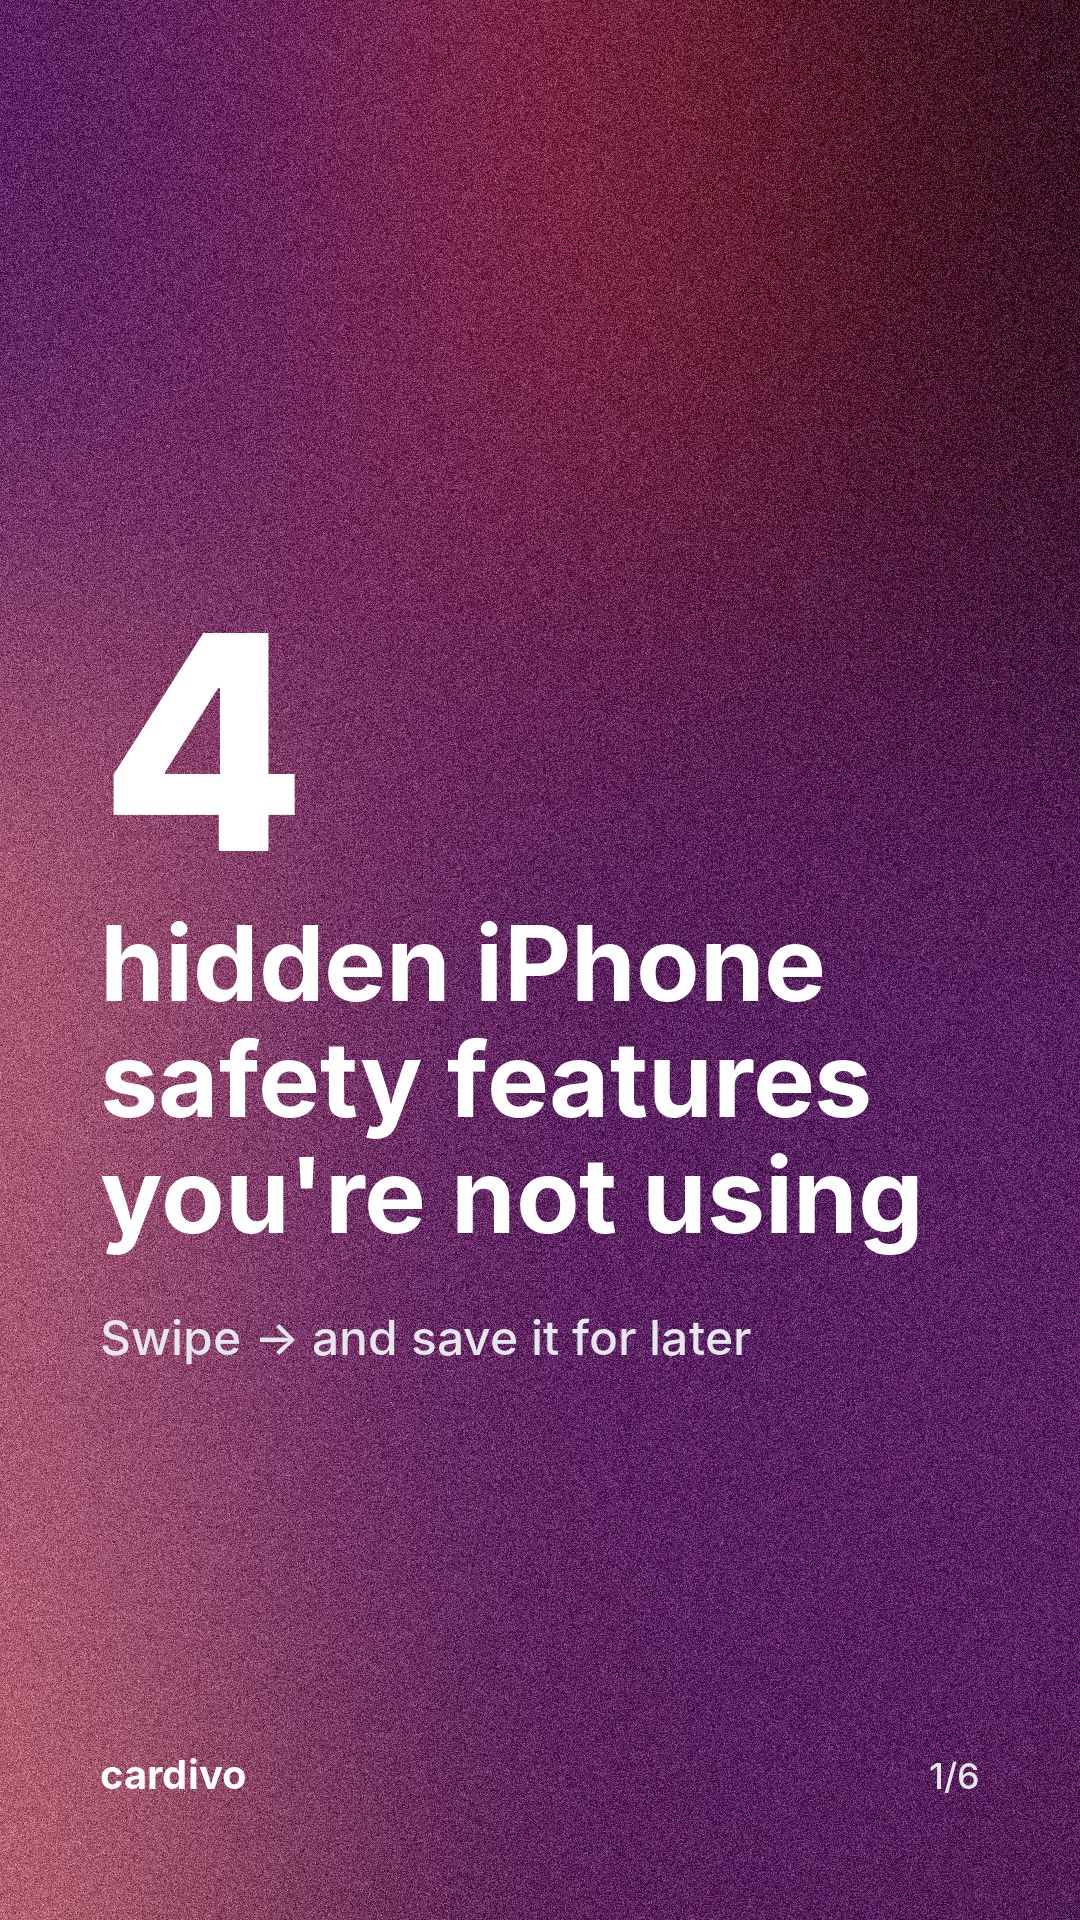 4
hidden iPhone
safety features
you're not using
Swipe → and save it for later
cardivo
1/6